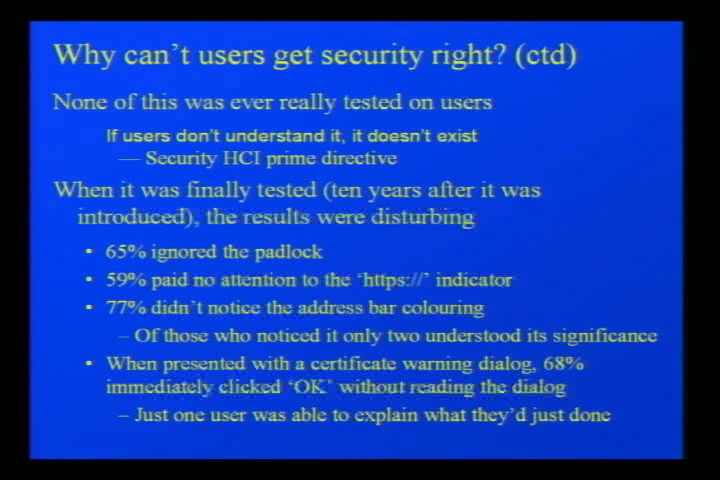 Why can't users get security right? (ctd)
None of this was ever really tested on users
If users don't understand it, it doesn't exist
— Security HCI prime directive
When it was finally tested (ten years after it was
introduced), the results were disturbing
• 65% ignored the padlock
• 59% paid no attention to the ‘https://’ indicator
• 77% didn't notice the address bar colouring
– Of those who noticed it only two understood its significance
• When presented with a certificate warning dialog, 68%
immediately clicked ‘OK’ without reading the dialog
– Just one user was able to explain what they'd just done